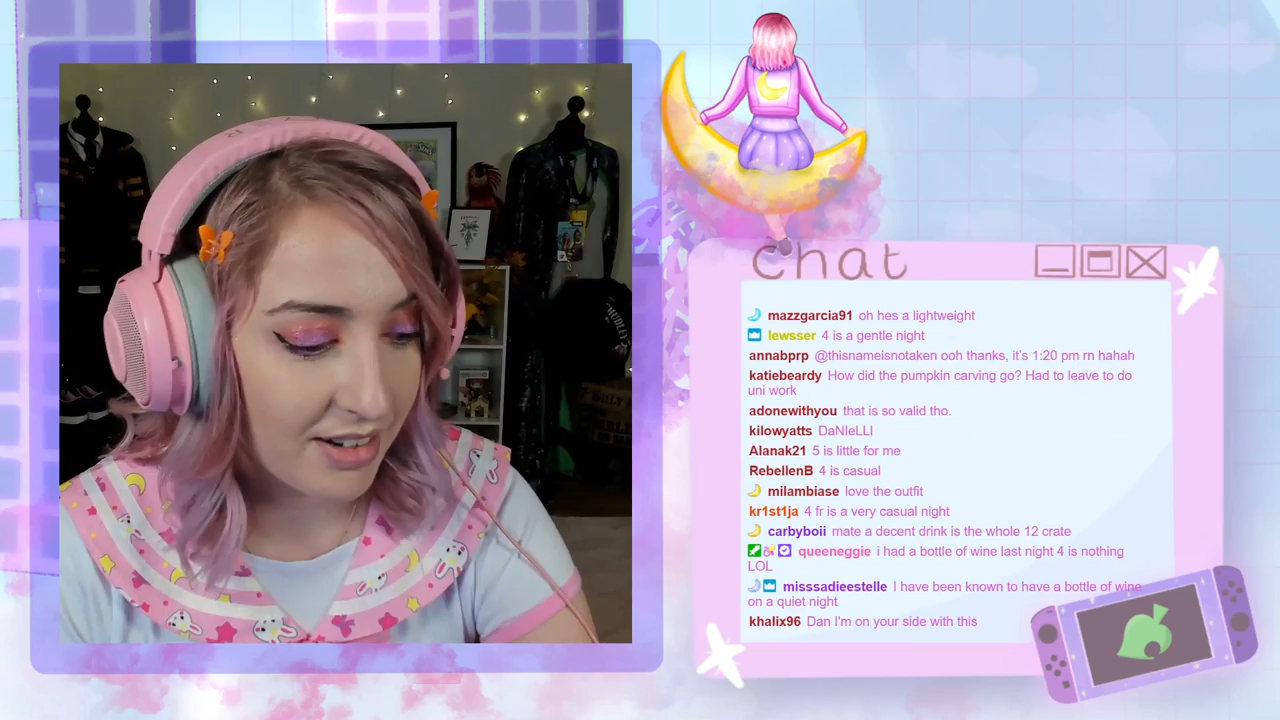 chat
mazzgarcia91 oh hes a lightweight
lewsser 4 is a gentle night
annabprp @thisnameisnotaken ooh thanks, it's 1:20 pm rn hahah
katiebeardy How did the pumpkin carving go? Had to leave to do
uni work
adonewithyou that is so valid tho.
kilowyatts DaNIeLLl
Alanak21 5 is little for me
RebellenB 4 is casual
milambiase love the outfit
kr1st1ja 4 fr is a very casual night
carbyboii mate a decent drink is the whole 12 crate
queeneggie i had a bottle of wine last night 4 is nothing
LOL
misssadieestelle I have been known to have a bottle of wine
on a quiet night
khalix96 Dan I'm on your side with this